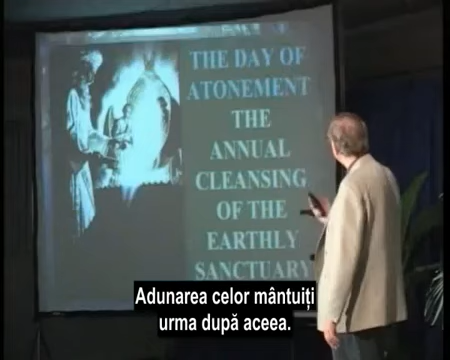 THE DAY OF
ATONEMENT
THE
ANNUAL
CLEANSING
OF THE
EARTHLY
SANCTUARY
Adunarea celor mântuiți
urma după aceea.